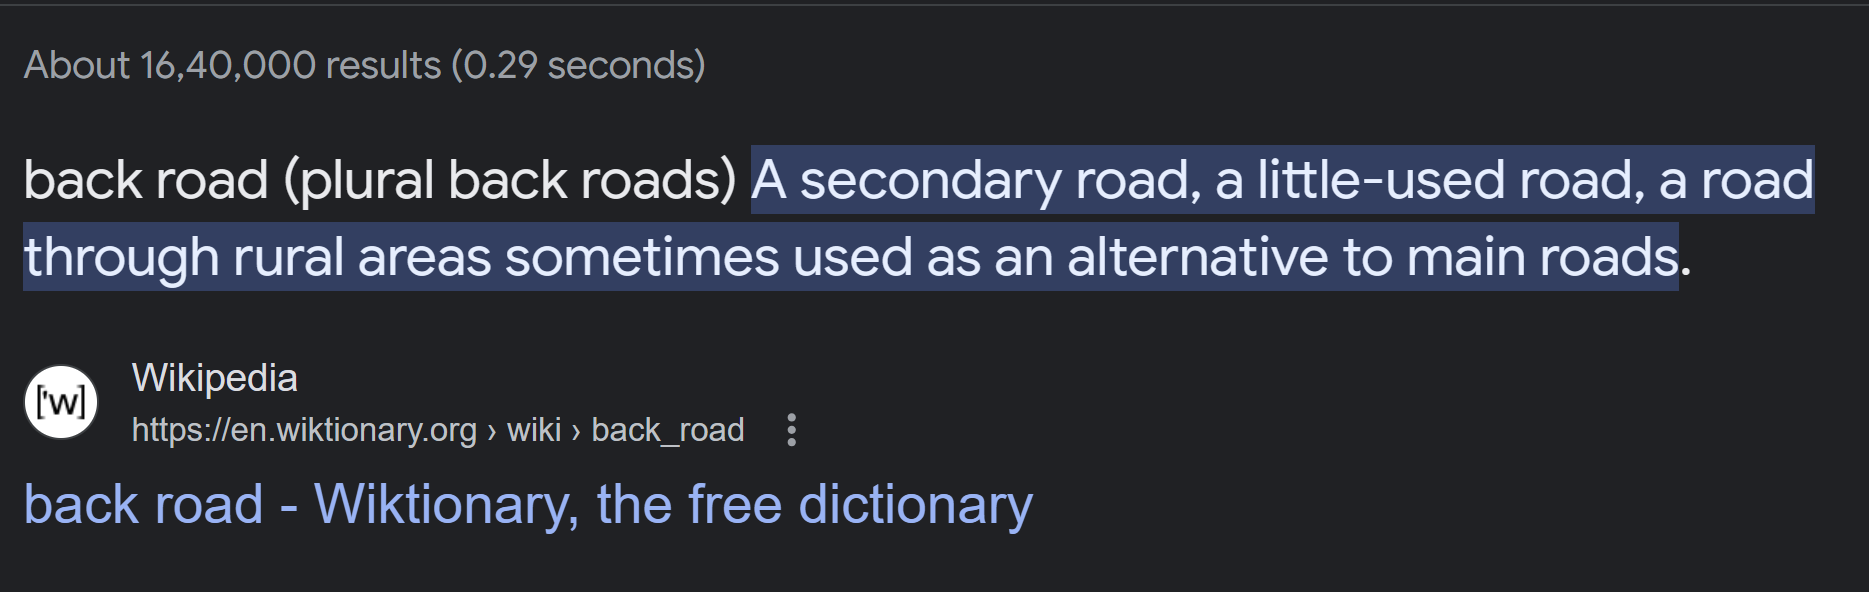 About 16,40,000 results (0.29 seconds)
back road (plural back roads) A secondary road, a little-used road, a road
through rural areas sometimes used as an alternative to main roads.
['w]
Wikipedia
https://en.wiktionary.org › wiki › back_road
back road - Wiktionary, the free dictionary